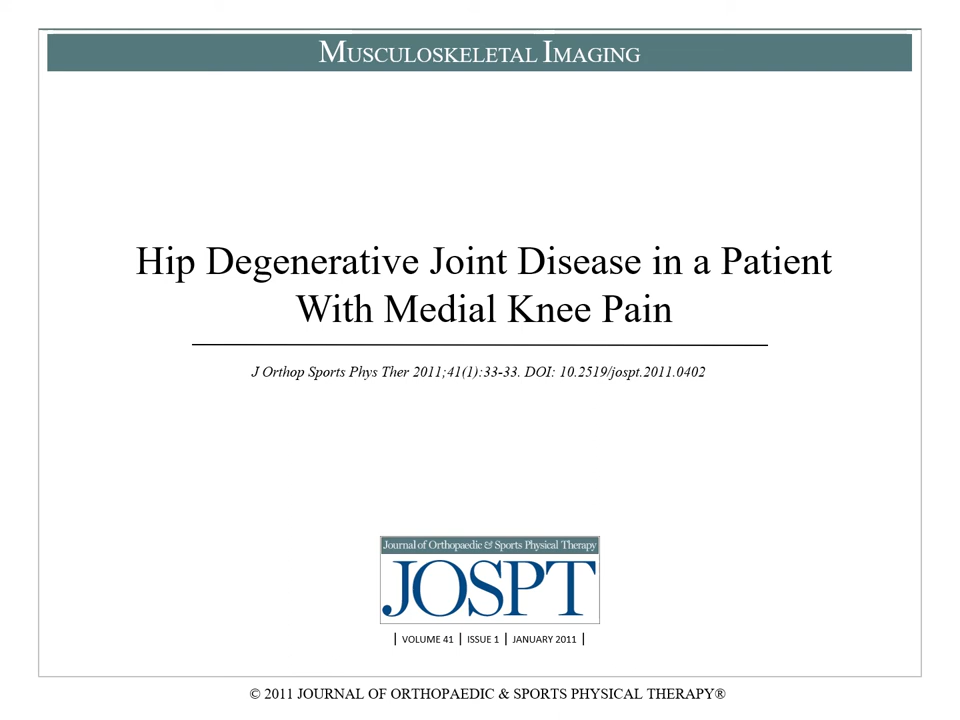 MUSCULOSKELETAL IMAGING
Hip Degenerative Joint Disease in a Patient
With Medial Knee Pain
J Orthop Sports Phys Ther 2011;41(1):33-33. DOI: 10.2519/jospt.2011.0402
Journal of Orthopaedic & Sports Physical Therapy
JOSPT
| VOLUME 41 | ISSUE 1 | JANUARY 2011 |
© 2011 JOURNAL OF ORTHOPAEDIC & SPORTS PHYSICAL THERAPY®